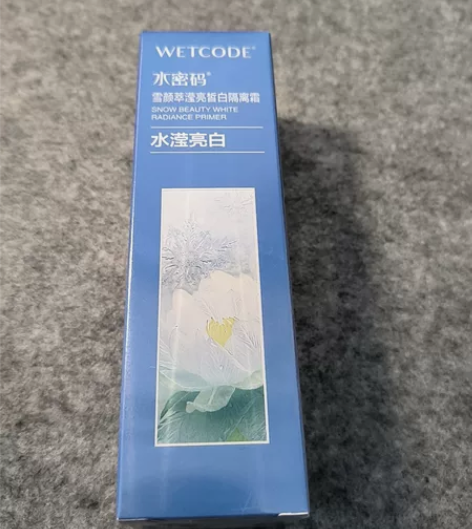 WETCODE®
水密码®
雪颜萃滢亮皙白隔离霜
SNOW BEAUTY WHITE
RADIANCE PRIMER
水滢亮白